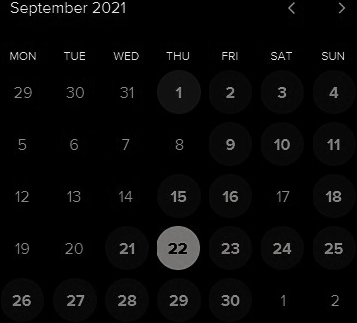 September 2021
MON TUE WED THU FRI SAT SUN
29 30 31 1 2 3 4
5 6 7 8 9 10 11
12 13 14 15 16 17 18
19 20 21 22 23 24 25
26 27 28 29 30 1 2